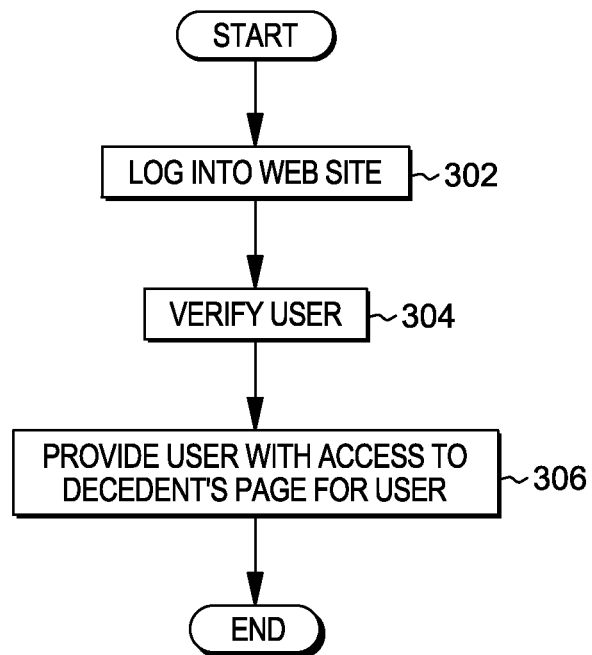 START
LOG INTO WEB SITE
302
VERIFY USER
304
PROVIDE USER WITH ACCESS TO
DECEDENT'S PAGE FOR USER
306
END